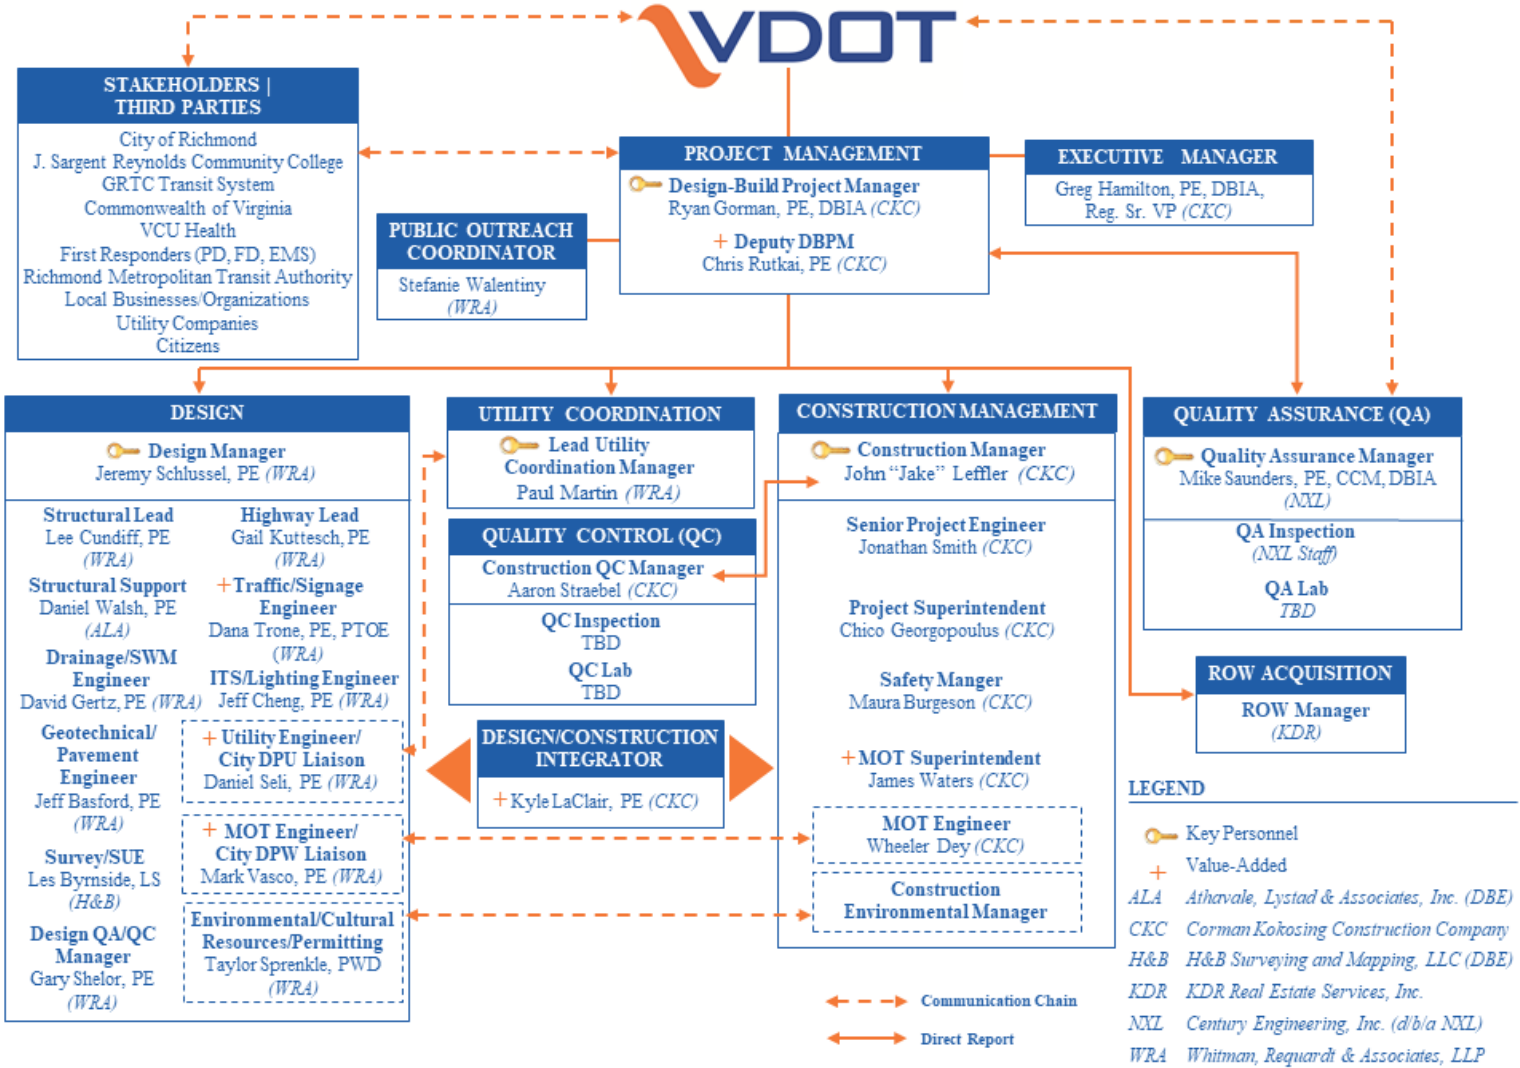 VDOT
STAKEHOLDERS |
THIRD PARTIES
City of Richmond
J. Sargent Reynolds Community College
GRTC Transit System
Commonwealth of Virginia
VCU Health
First Responders (PD, FD, EMS)
Richmond Metropolitan Transit Authority
Local Businesses/Organizations
Utility Companies
Citizens
PROJECT MANAGEMENT
Design-Build Project Manager
Ryan Gorman, PE, DBIA (CKC)
+ Deputy DBPM
Chris Rutkai, PE (CKC)
EXECUTIVE MANAGER
Greg Hamilton, PE, DBIA,
Reg. Sr. VP (CKC)
PUBLIC OUTREACH
COORDINATOR
Stefanie Walentiny
(WRA)
DESIGN
Design Manager
Jeremy Schlussel, PE (WRA)
Structural Lead
Lee Cundiff, PE
(WRA)
Structural Support
Daniel Walsh, PE
(ALA)
Drainage/SWM
Engineer
David Gertz, PE (WRA)
Geotechnical/
Pavement
Engineer
Jeff Basford, PE
(WRA)
Survey/SUE
Les Byrnside, LS
(H&B)
Design QA/QC
Manager
Gary Shelor, PE
(WRA)
Highway Lead
Gail Kuttesch, PE
(WRA)
+ Traffic/Signage
Engineer
Dana Trone, PE, PTOE
(WRA)
ITS/Lighting Engineer
Jeff Cheng, PE (WRA)
+ Utility Engineer/
City DPU Liaison
Daniel Seli, PE (WRA)
+ MOT Engineer/
City DPW Liaison
Mark Vasco, PE (WRA)
Environmental/Cultural
Resources/Permitting
Taylor Sprenkle, PWD
(WRA)
UTILITY COORDINATION
Lead Utility
Coordination Manager
Paul Martin (WRA)
QUALITY CONTROL (QC)
Construction QC Manager
Aaron Straebel (CKC)
QC Inspection
TBD
QC Lab
TBD
DESIGN/CONSTRUCTION
INTEGRATOR
+ Kyle LaClair, PE (CKC)
CONSTRUCTION MANAGEMENT
Construction Manager
John “Jake” Leffler (CKC)
Senior Project Engineer
Jonathan Smith (CKC)
Project Superintendent
Chico Georgopoulus (CKC)
Safety Manger
Maura Burgeson (CKC)
+ MOT Superintendent
James Waters (CKC)
MOT Engineer
Wheeler Dey (CKC)
Construction
Environmental Manager
QUALITY ASSURANCE (QA)
Quality Assurance Manager
Mike Saunders, PE, CCM, DBIA
(NXL)
QA Inspection
(NXL Staff)
QA Lab
TBD
ROW ACQUISITION
ROW Manager
(KDR)
LEGEND
Key Personnel
+ Value-Added
ALA Athavale, Lystad & Associates, Inc. (DBE)
CKC Corman Kokosing Construction Company
H&B H&B Surveying and Mapping, LLC (DBE)
KDR KDR Real Estate Services, Inc.
NXL Century Engineering, Inc. (d/b/a NXL)
WRA Whitman, Requardt & Associates, LLP
Communication Chain
Direct Report